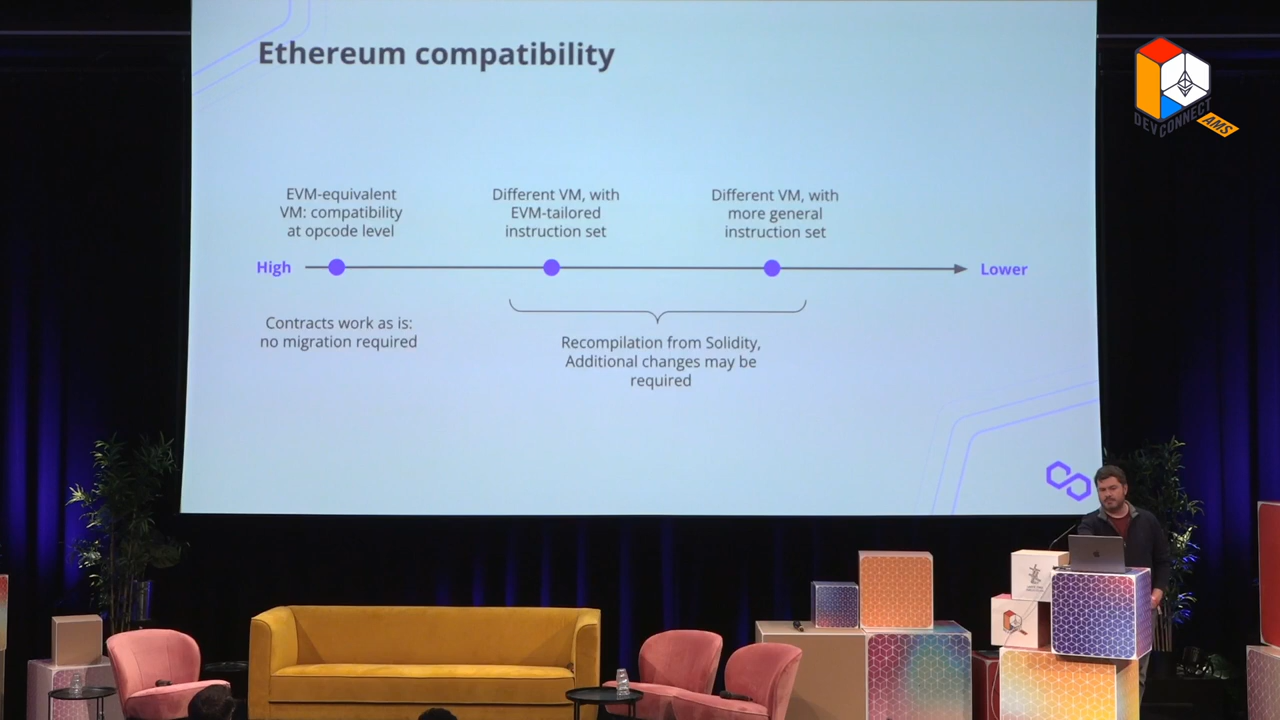 Ethereum compatibility
EVM-equivalent
VM: compatibility
at opcode level
Different VM, with
EVM-tailored
instruction set
Different VM, with
more general
instruction set
High
Lower
Contracts work as is:
no migration required
Recompilation from Solidity,
Additional changes may be
required
DEVCONNECT
AMS